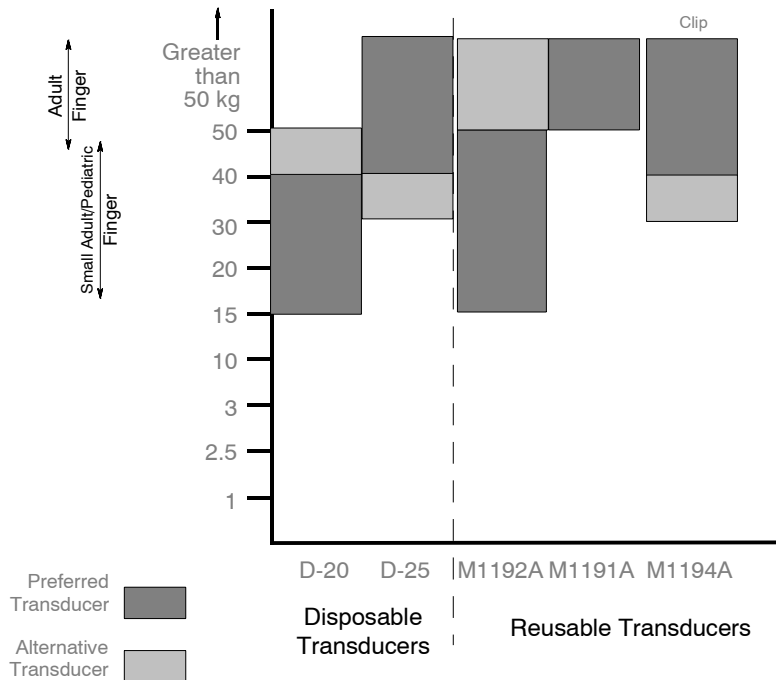 Clip
Greater
than
50 kg
Adult
Finger
50
40
30
20
15
10
3
2.5
1
Small Adult/Pediatric
Finger
D-20 D-25 M1192A M1191A M1194A
Disposable
Transducers
Reusable Transducers
Preferred
Transducer
Alternative
Transducer